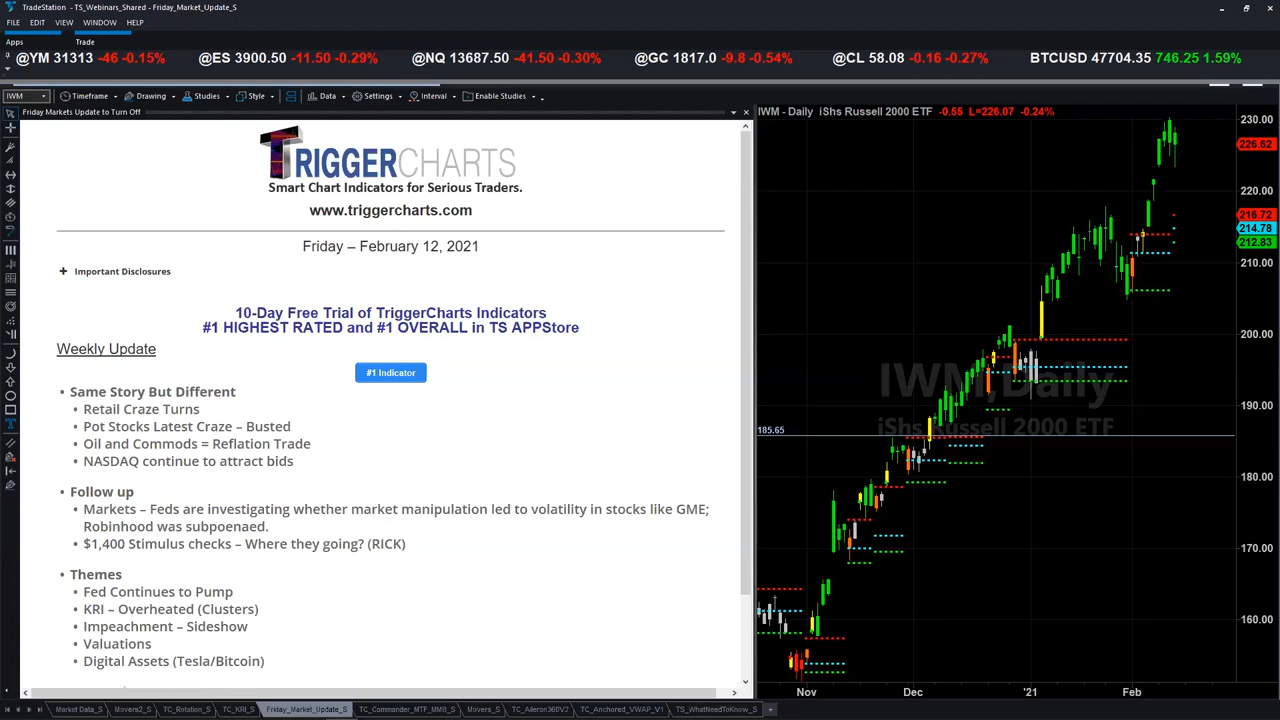 TradeStation - TS_Webinars_Shared - Friday_Market_Update_S
FILE EDIT VIEW WINDOW HELP
Apps Trade
@YM 31313 -46 -0.15% @ES 3900.50 -11.50 -0.29% @NQ 13687.50 -41.50 -0.30% @GC 1817.0 -9.8 -0.54% @CL 58.08 -0.16 -0.27% BTCUSD 47704.35 746.25 1.59%
IWM Timeframe Drawing Studies Style Data Settings Interval Enable Studies
Friday Markets Update to Turn Off
TRIGGERCHARTS
Smart Chart Indicators for Serious Traders.
www.triggercharts.com
Friday – February 12, 2021
+ Important Disclosures
10-Day Free Trial of TriggerCharts Indicators
#1 HIGHEST RATED and #1 OVERALL in TS APPStore
Weekly Update
#1 Indicator
• Same Story But Different
• Retail Craze Turns
• Pot Stocks Latest Craze – Busted
• Oil and Commods = Reflation Trade
• NASDAQ continue to attract bids
• Follow up
• Markets – Feds are investigating whether market manipulation led to volatility in stocks like GME;
Robinhood was subpoenaed.
• $1,400 Stimulus checks – Where they going? (RICK)
• Themes
• Fed Continues to Pump
• KRI – Overheated (Clusters)
• Impeachment – Sideshow
• Valuations
• Digital Assets (Tesla/Bitcoin)
IWM - Daily iShares Russell 2000 ETF -0.55 L=226.07 -0.24%
230.00
226.62
220.00
216.72
214.78
212.83
210.00
200.00
IWM,Daily
190.00
iShs Russell 2000 ETF
185.65
180.00
170.00
160.00
Nov Dec '21 Feb
Market Data_S Movers2_S TC_Rotation_S TC_KRI_S Friday_Market_Update_S TC_Commander_MTF_MMB_S Movers_S TC_Aileron360V2 TC_Anchored_VWAP_V1 TS_WhatNeedToKnow_S +